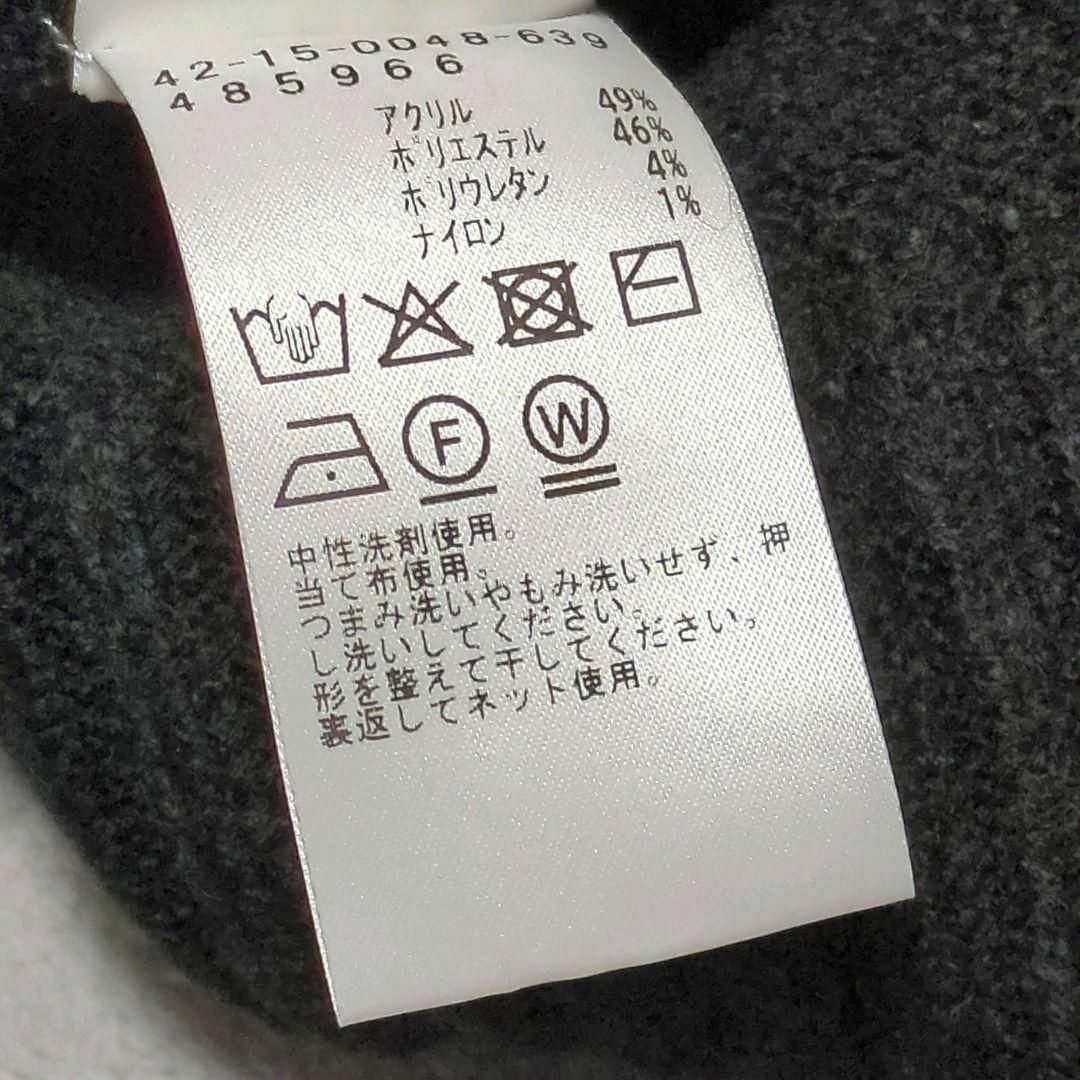 42-15-0048-639
485966
アクリル 49%
ポリエステル 46%
ポリウレタン 4%
ナイロン 1%
F W
中性洗剤使用。
当て布使用。
つまみ洗いやもみ洗いせず、押
し洗いしてください。
形を整えて干してください。
裏返してネット使用。